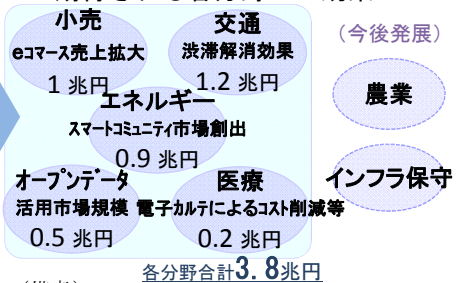 小売
eコマース売上拡大
1 兆円
交通
渋滞解消効果
1.2 兆円
エネルギー
スマートコミュニティ市場創出
0.9 兆円
オープンデータ
活用市場規模
0.5 兆円
医療
電子カルテによるコスト削減等
0.2 兆円
（今後発展）
農業
インフラ保守
各分野合計3.8兆円